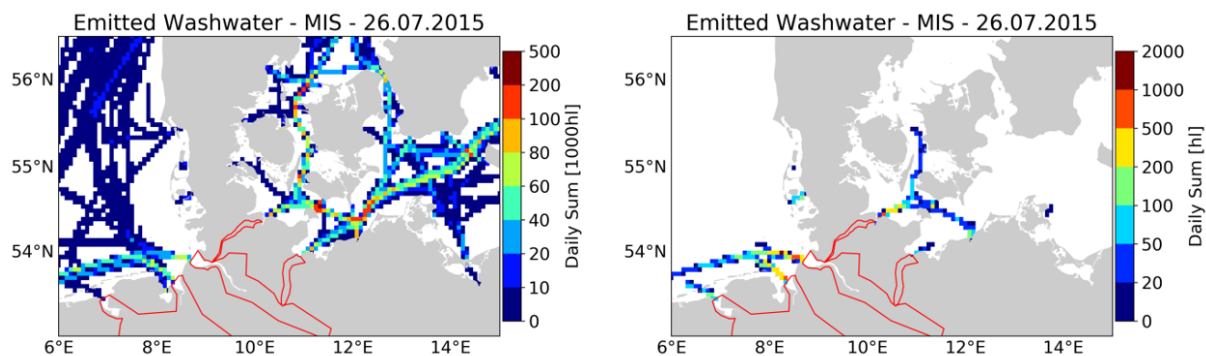 Emitted Washwater - MIS - 26.07.2015
56°N
55°N
54°N
6°E 8°E 10°E 12°E 14°E
500
200
100
80
60
40
20
10
0
Daily Sum [1000hl]
Emitted Washwater - MIS - 26.07.2015
56°N
55°N
54°N
6°E 8°E 10°E 12°E 14°E
2000
1000
500
200
100
50
20
0
Daily Sum [hl]